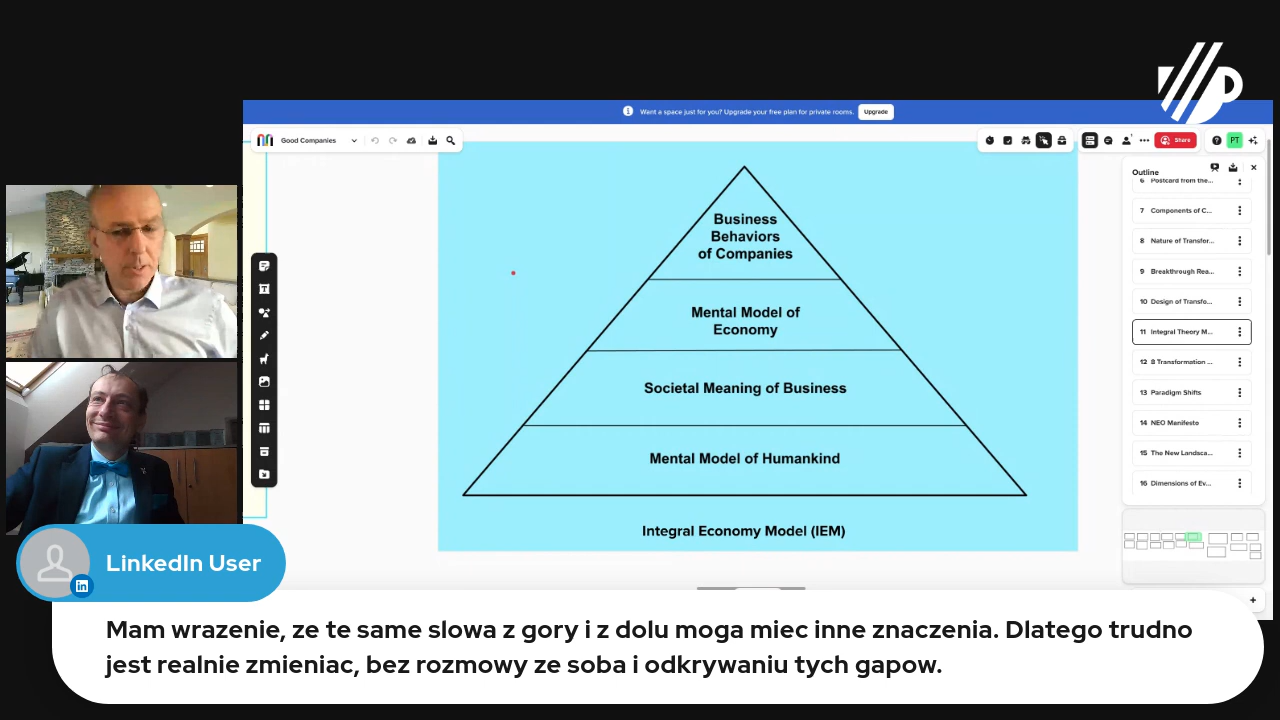 Want a space just for you? Upgrade your free plan for private rooms. Upgrade
Good Companies
Share
PT
Outline
6 Postcard from the...
7 Components of C...
8 Nature of Transfor...
9 Breakthrough Rea...
10 Design of Transfo...
11 Integral Theory M...
12 8 Transformation ...
13 Paradigm Shifts
14 NEO Manifesto
15 The New Landsca...
16 Dimensions of Ev...
Business
Behaviors
of Companies
Mental Model of
Economy
Societal Meaning of Business
Mental Model of Humankind
Integral Economy Model (IEM)
LinkedIn User
in
Mam wrazenie, ze te same slowa z gory i z dolu moga miec inne znaczenia. Dlatego trudno
jest realnie zmieniac, bez rozmowy ze soba i odkrywaniu tych gapow.